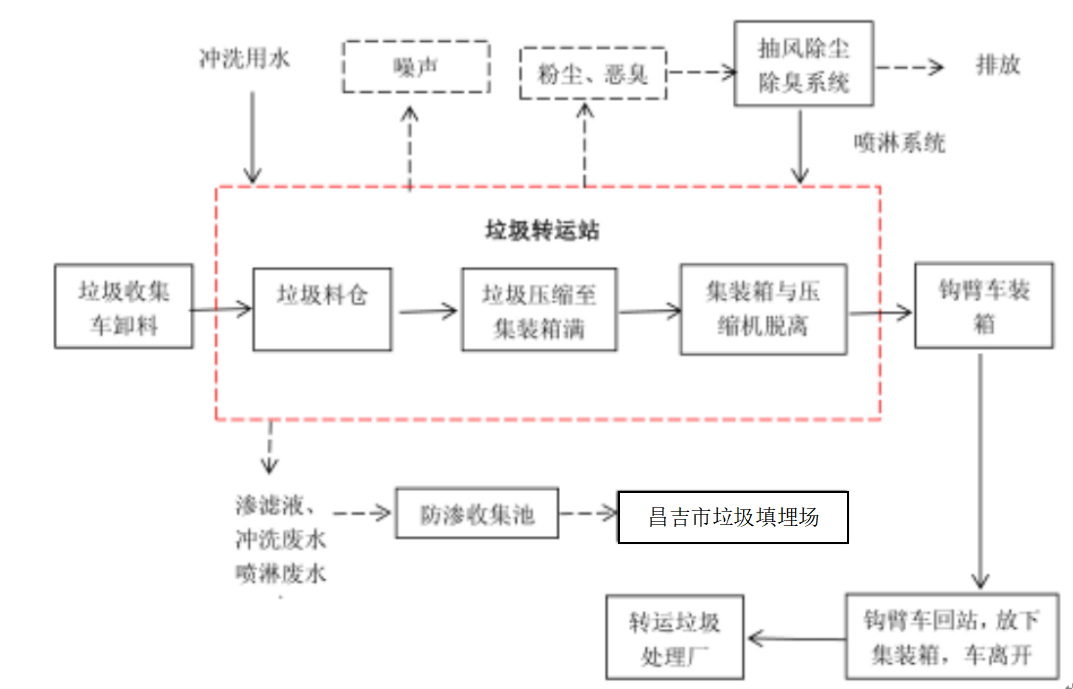 冲洗用水
噪声
粉尘、恶臭
抽风除尘
除臭系统
排放
喷淋系统
垃圾转运站
垃圾收集
车卸料
垃圾料仓
垃圾压缩至
集装箱满
集装箱与压
缩机脱离
钩臂车装
箱
渗滤液、
冲洗废水
喷淋废水
防渗收集池
昌吉市垃圾填埋场
转运垃圾
处理厂
钩臂车回站，放下
集装箱，车离开